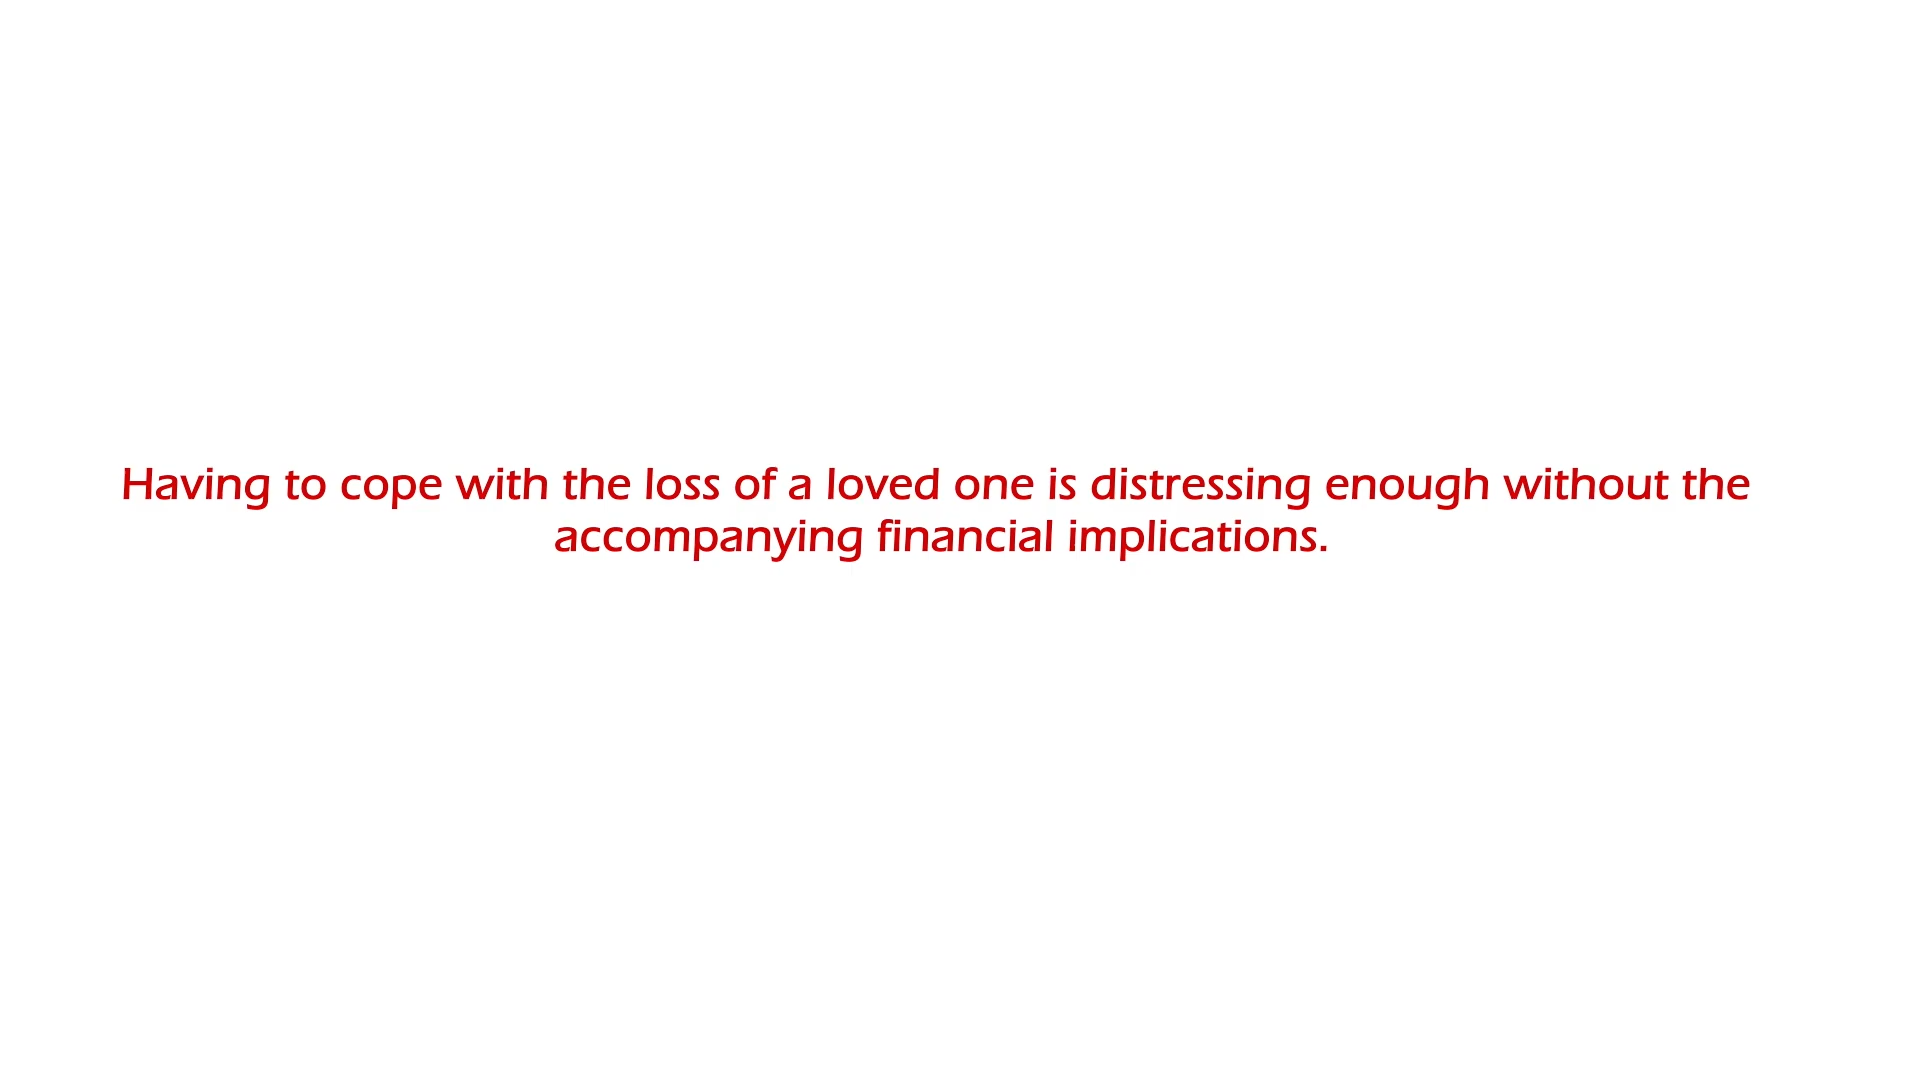 Having to cope with the loss of a loved one is distressing enough without the
accompanying financial implications.